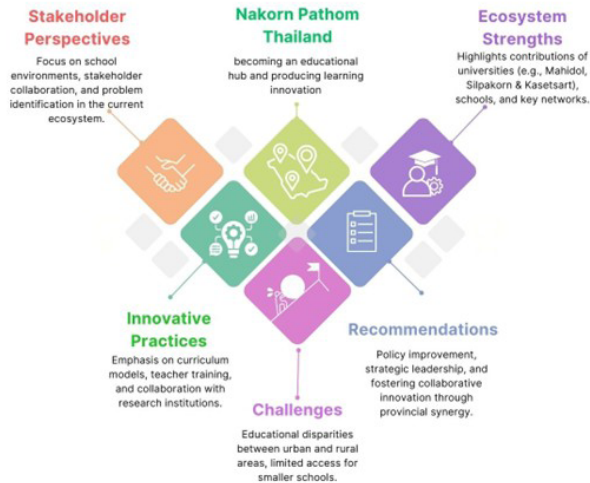 Stakeholder
Perspectives
Focus on school
environments, stakeholder
collaboration, and problem
identification in the current
ecosystem.
Nakorn Pathom
Thailand
becoming an educational
hub and producing learning
innovation
Ecosystem
Strengths
Highlights contributions of
universities (e.g., Mahidol,
Silpakorn & Kasetsart),
schools, and key networks.
Innovative
Practices
Emphasis on curriculum
models, teacher training,
and collaboration with
research institutions.
Challenges
Educational disparities
between urban and rural
areas, limited access for
smaller schools.
Recommendations
Policy improvement,
strategic leadership, and
fostering collaborative
innovation through
provincial synergy.